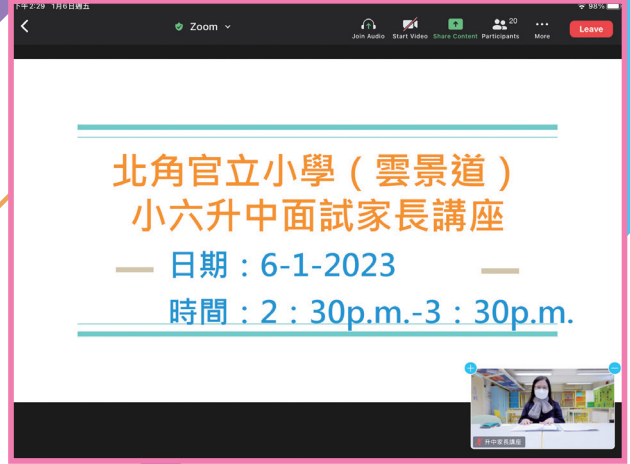 下午2:29 1月6日週五
98%
Zoom
Join Audio
Start Video
Share Content
20
Participants
More
Leave
北角官立小學（雲景道）
小六升中面試家長講座
日期：6-1-2023
時間：2：30p.m.-3：30p.m.
升中家長講座